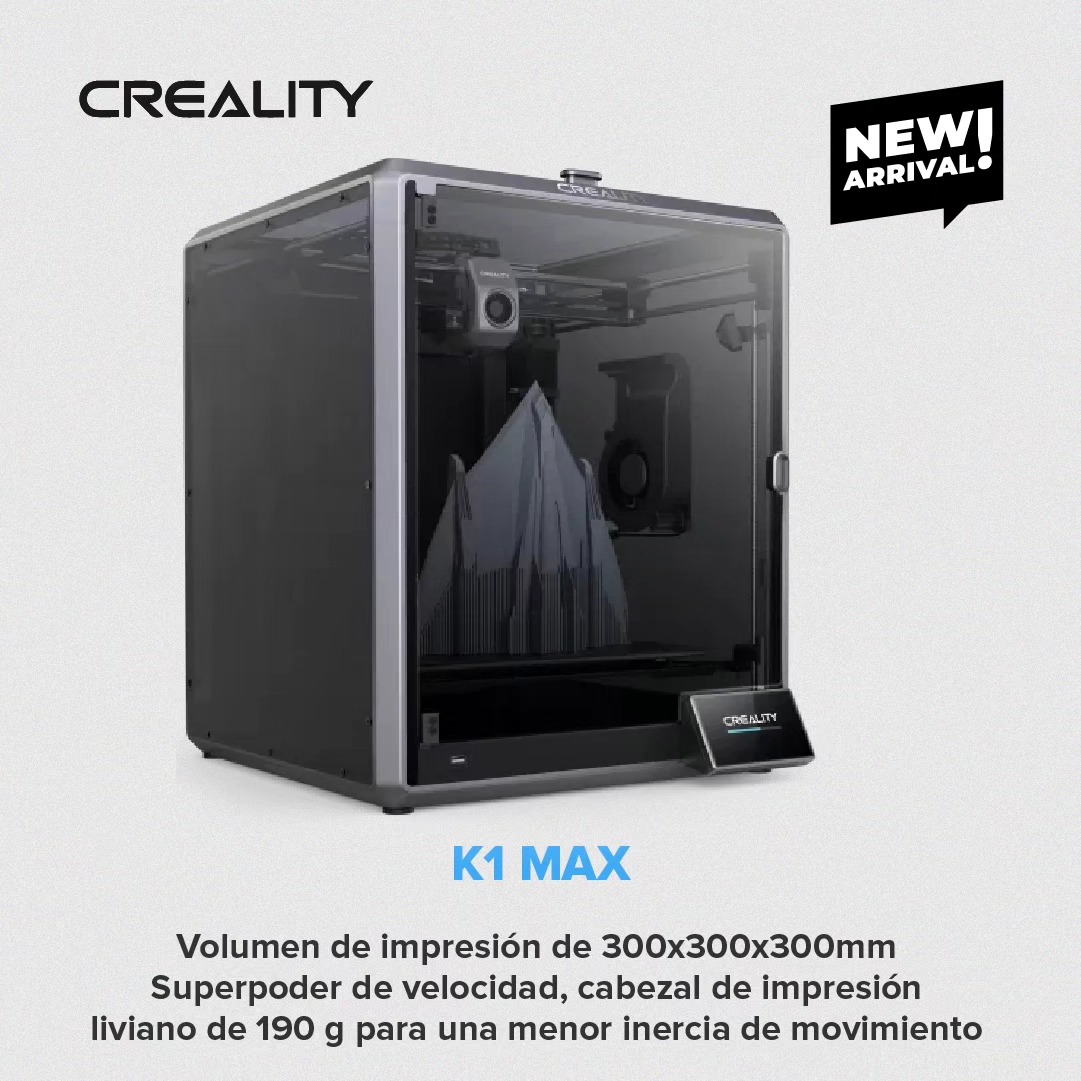 CREALITY
NEW!
ARRIVAL!
CREALITY
CREALITY
CREALITY
K1 MAX
Volumen de impresión de 300x300x300mm
Superpoder de velocidad, cabezal de impresión
liviano de 190 g para una menor inercia de movimiento